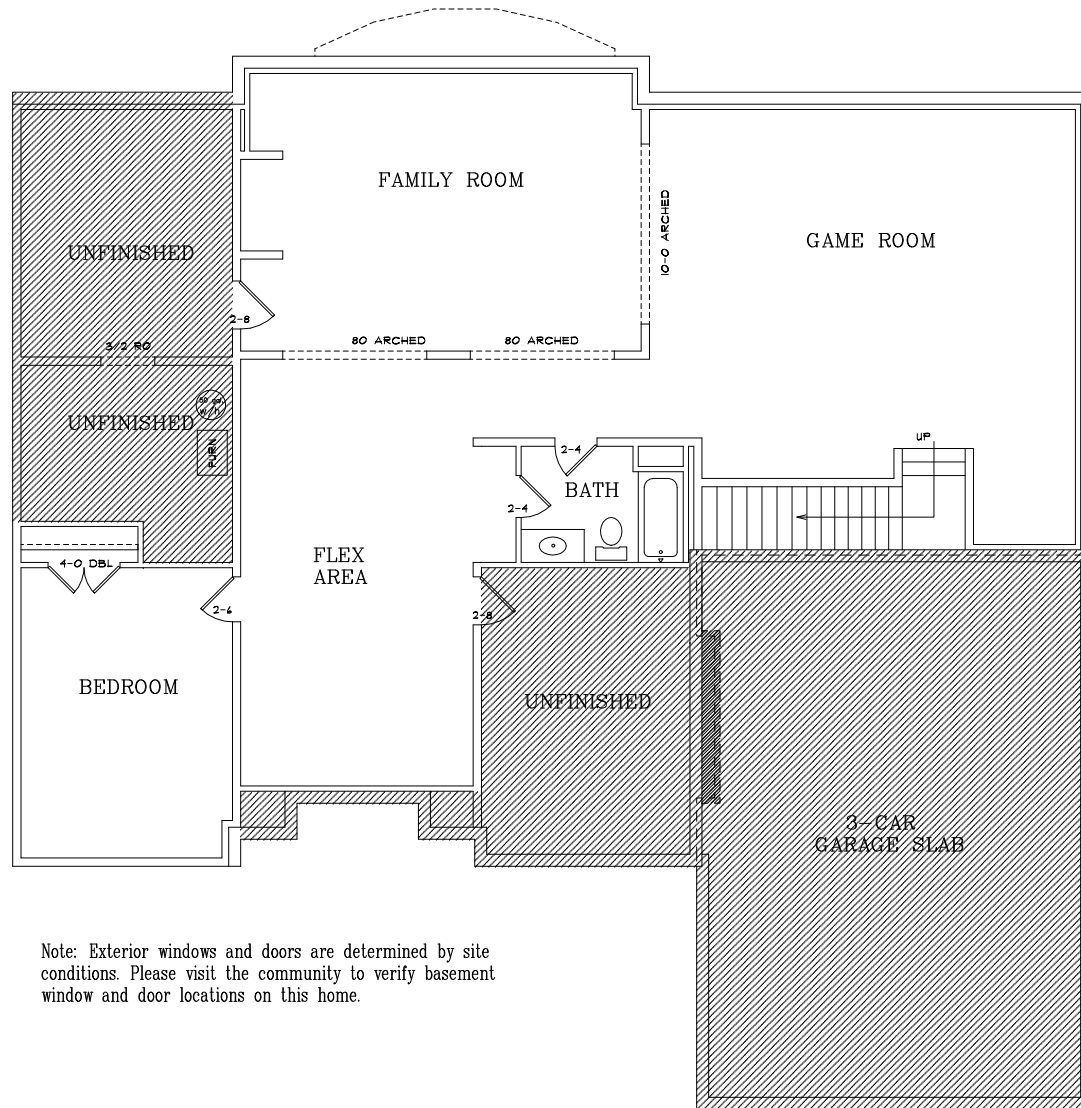 FAMILY ROOM
10-0 ARCHED
GAME ROOM
UNFINISHED
2-8
3/2 RO
80 ARCHED
80 ARCHED
50 gal.
w/h
UNFINISHED
FURN
UP
2-4
BATH
2-4
4-0 DBL
FLEX
AREA
2-6
2-8
BEDROOM
UNFINISHED
3-CAR
GARAGE SLAB
Note: Exterior windows and doors are determined by site
conditions. Please visit the community to verify basement
window and door locations on this home.